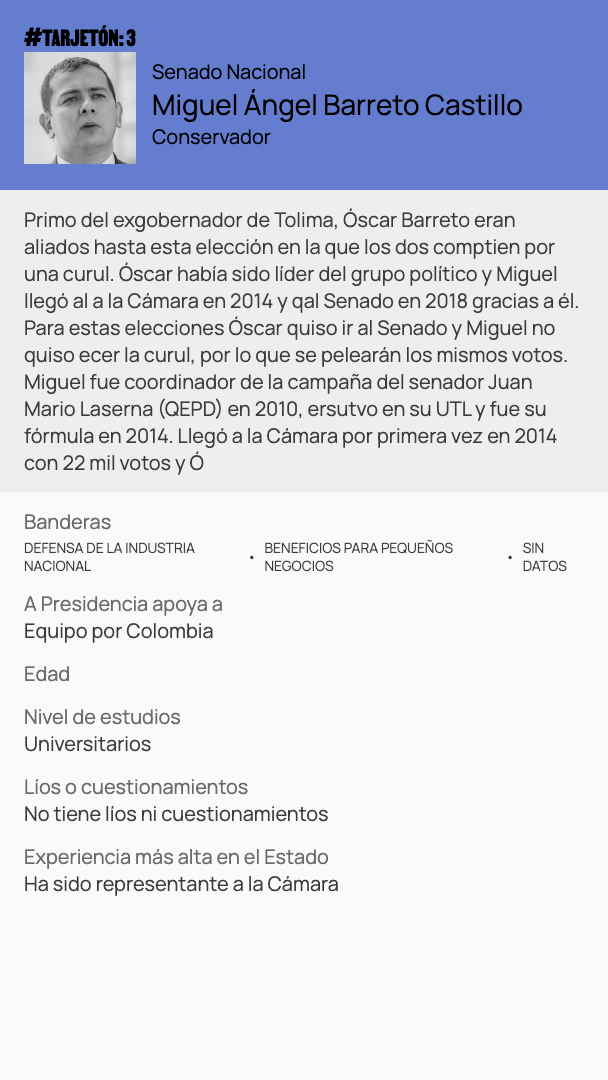 #TARJETÓN: 3
Senado Nacional
Miguel Ángel Barreto Castillo
Conservador
Primo del exgobernador de Tolima, Óscar Barreto eran
aliados hasta esta elección en la que los dos comptien por
una curul. Óscar había sido líder del grupo político y Miguel
llegó al a la Cámara en 2014 y qal Senado en 2018 gracias a él.
Para estas elecciones Óscar quiso ir al Senado y Miguel no
quiso ecer la curul, por lo que se pelearán los mismos votos.
Miguel fue coordinador de la campaña del senador Juan
Mario Laserna (QEPD) en 2010, ersutvo en su UTL y fue su
fórmula en 2014. Llegó a la Cámara por primera vez en 2014
con 22 mil votos y Ó
Banderas
DEFENSA DE LA INDUSTRIA NACIONAL • BENEFICIOS PARA PEQUEÑOS NEGOCIOS • SIN DATOS
A Presidencia apoya a
Equipo por Colombia
Edad
Nivel de estudios
Universitarios
Líos o cuestionamientos
No tiene líos ni cuestionamientos
Experiencia más alta en el Estado
Ha sido representante a la Cámara